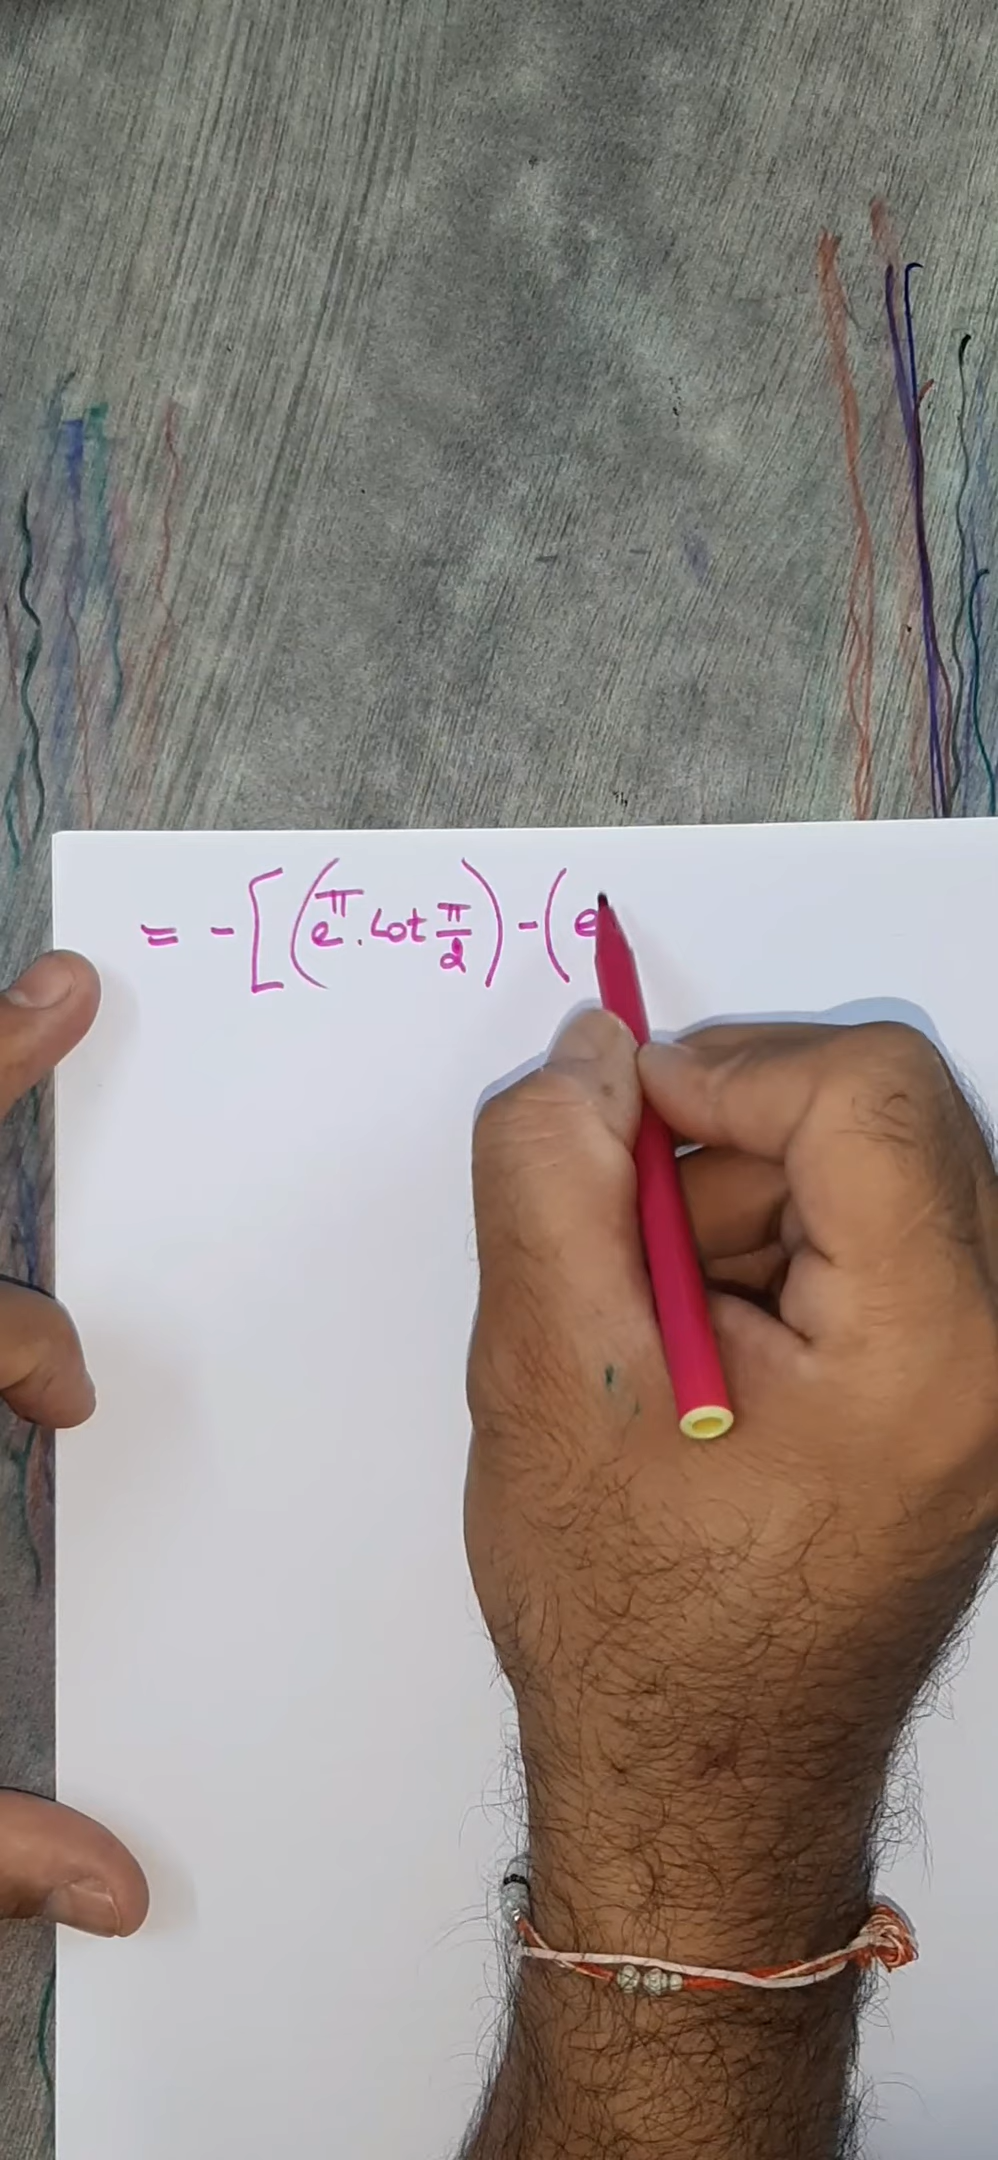 = - [ ( e^π . cot π/2 ) - ( e